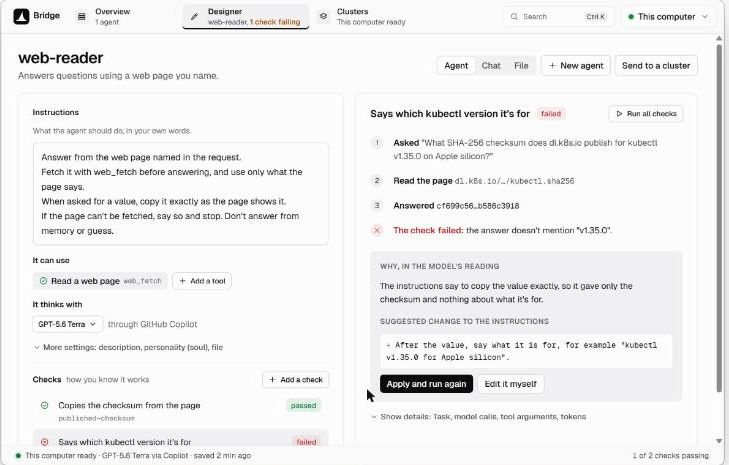 Bridge
Overview
1 agent
Designer
web-reader, 1 check failing
Clusters
This computer ready
Search
Ctrl K
This computer
web-reader
Answers questions using a web page you name.
Agent
Chat
File
+ New agent
Send to a cluster
Instructions
What the agent should do, in your own words.
Answer from the web page named in the request.
Fetch it with web_fetch before answering, and use only what the
page says.
When asked for a value, copy it exactly as the page shows it.
If the page can't be fetched, say so and stop. Don't answer from
memory or guess.
It can use
Read a web page web_fetch
+ Add a tool
It thinks with
GPT-5.6 Terra
through GitHub Copilot
More settings: description, personality (soul), file
Checks how you know it works
+ Add a check
Copies the checksum from the page
passed
published-checksum
Says which kubectl version it's for
failed
Says which kubectl version it's for
failed
Run all checks
1 Asked "What SHA-256 checksum does dl.k8s.io publish for kubectl
v1.35.0 on Apple silicon?"
2 Read the page dl.k8s.io/…/kubectl.sha256
3 Answered cf699c56…b586c3918
The check failed: the answer doesn't mention "v1.35.0".
WHY, IN THE MODEL'S READING
The instructions say to copy the value exactly, so it gave only the
checksum and nothing about what it's for.
SUGGESTED CHANGE TO THE INSTRUCTIONS
+ After the value, say what it is for, for example "kubectl
v1.35.0 for Apple silicon".
Apply and run again
Edit it myself
Show details: Task, model calls, tool arguments, tokens
This computer ready · GPT-5.6 Terra via Copilot · saved 2 min ago
1 of 2 checks passing